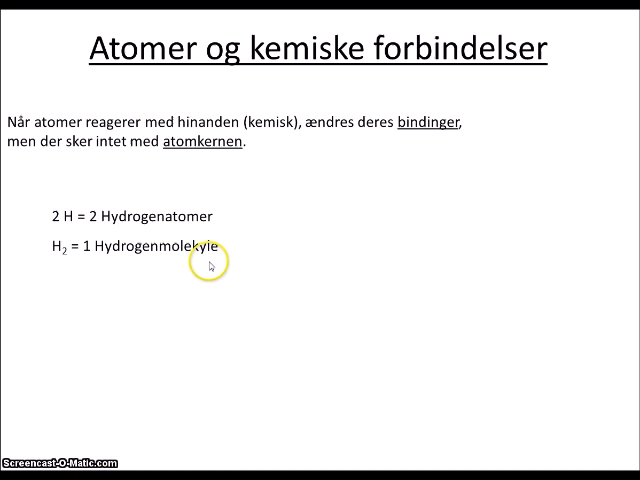 Atomer og kemiske forbindelser
Når atomer reagerer med hinanden (kemisk), ændres deres bindinger,
men der sker intet med atomkernen.
2 H = 2 Hydrogenatomer
H₂ = 1 Hydrogenmolekyle
Screencast-O-Matic.com